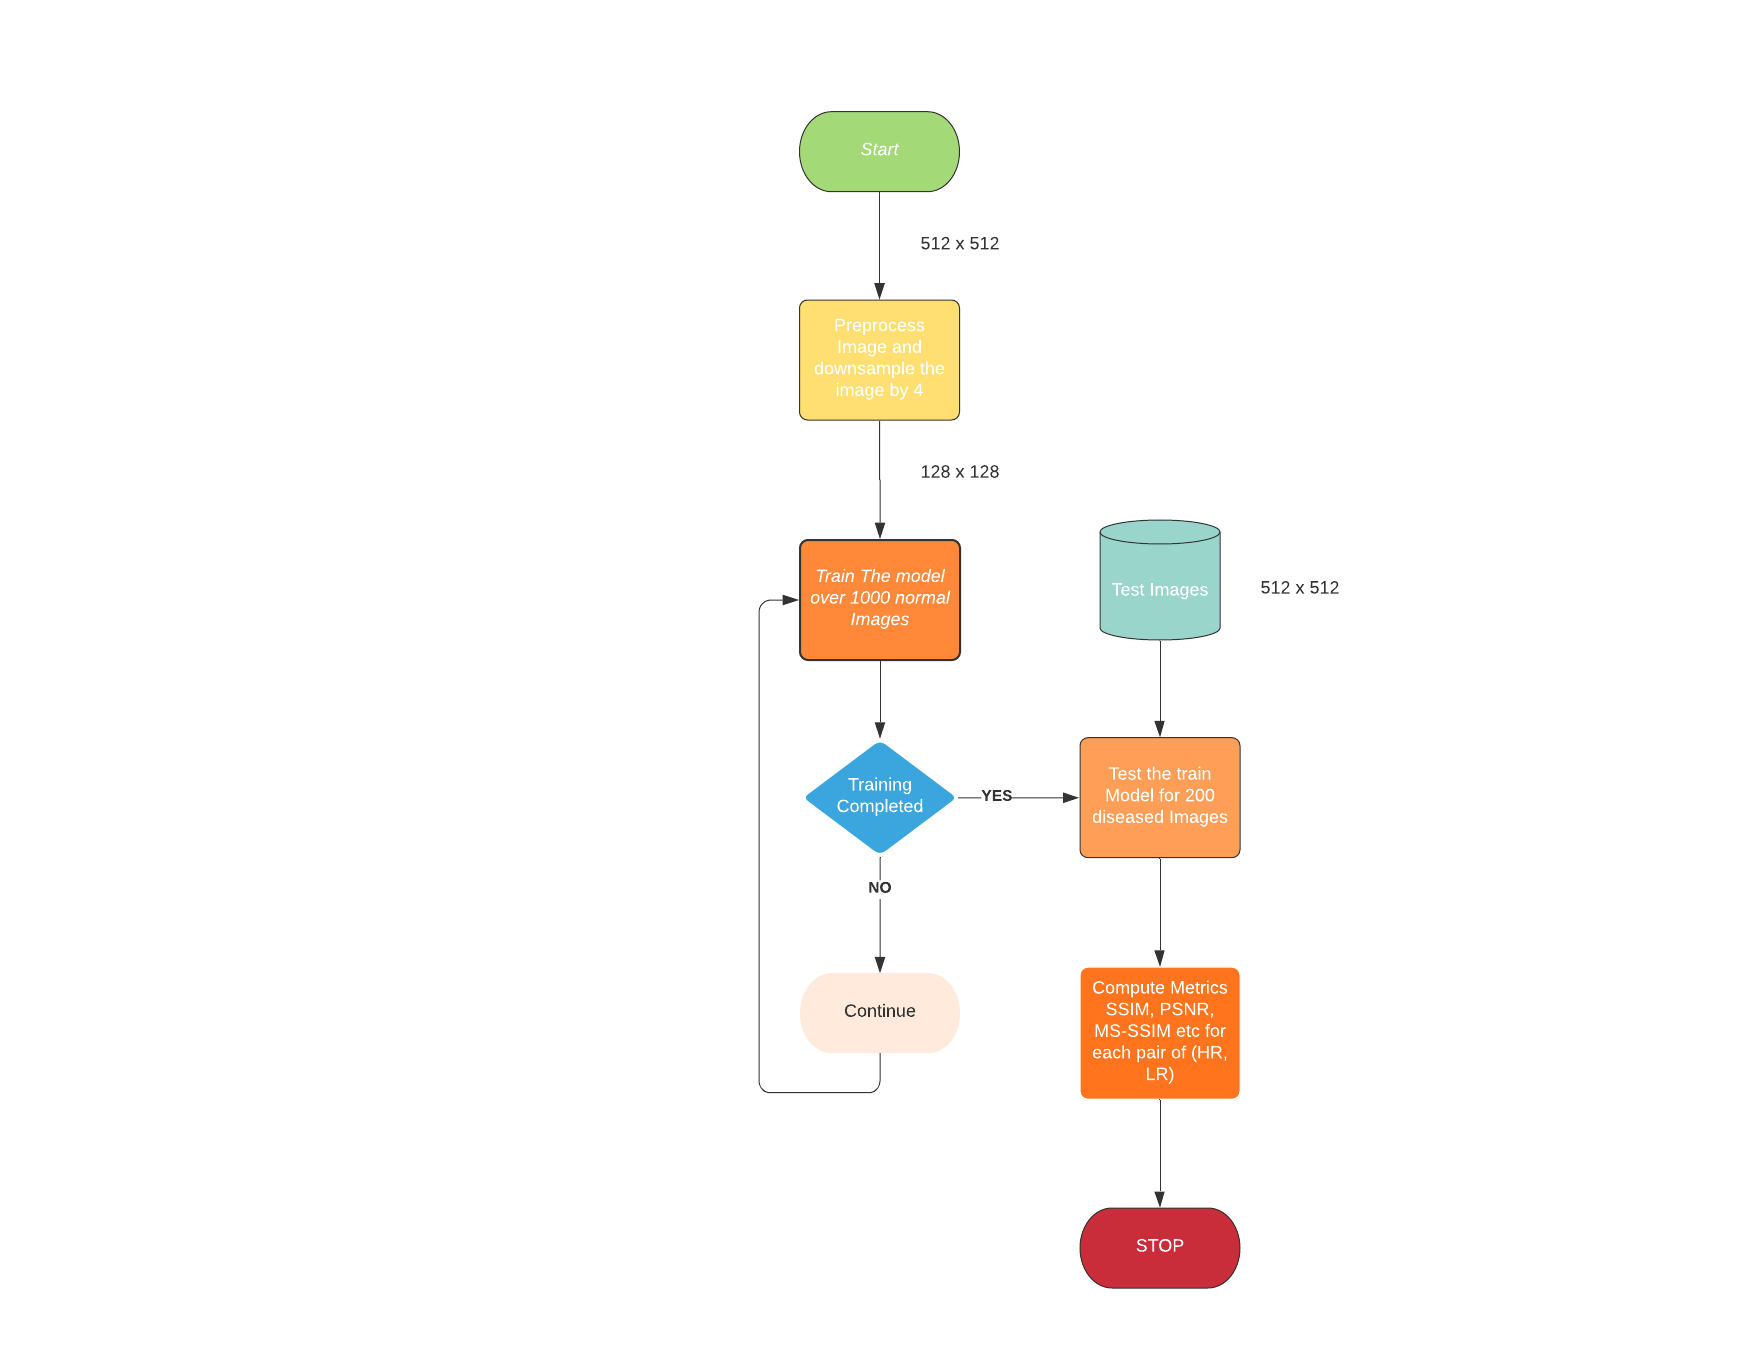 Start
512 x 512
Preprocess
Image and
downsample the
image by 4
128 x 128
Train The model
over 1000 normal
Images
Test Images
512 x 512
Training
Completed
YES
Test the train
Model for 200
diseased Images
NO
Continue
Compute Metrics
SSIM, PSNR,
MS-SSIM etc for
each pair of (HR,
LR)
STOP